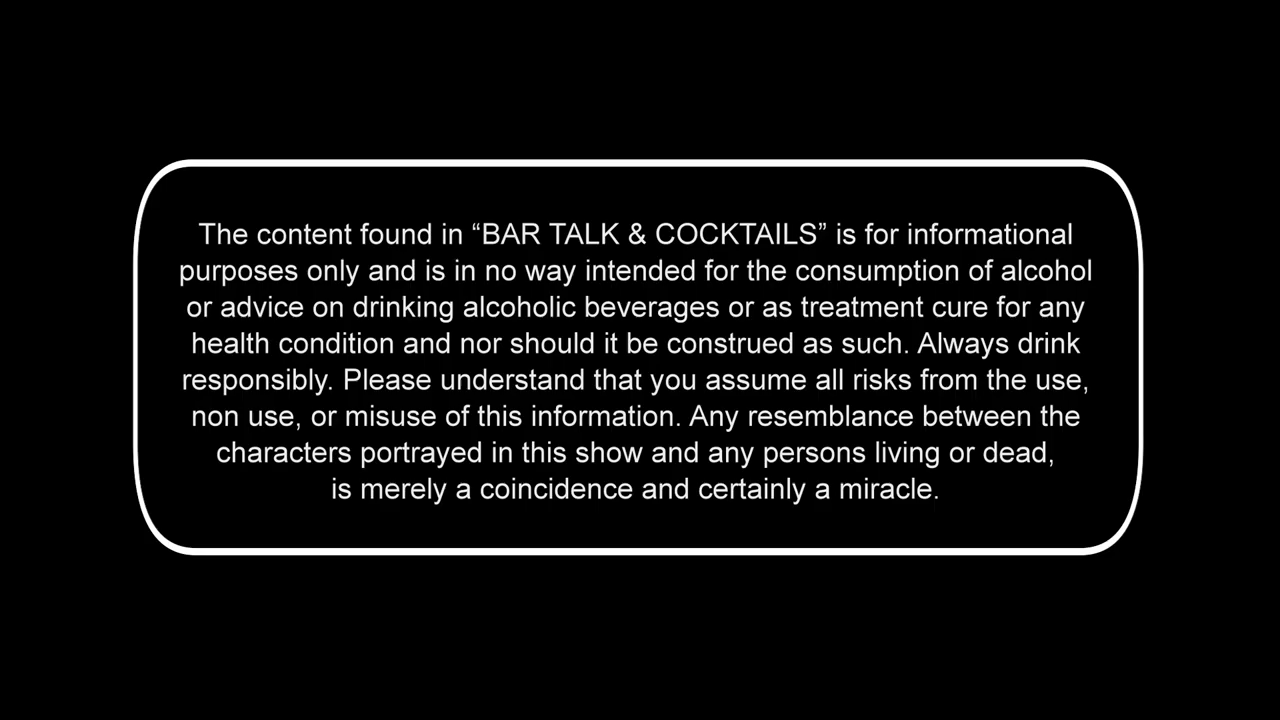 The content found in “BAR TALK & COCKTAILS” is for informational
purposes only and is in no way intended for the consumption of alcohol
or advice on drinking alcoholic beverages or as treatment cure for any
health condition and nor should it be construed as such. Always drink
responsibly. Please understand that you assume all risks from the use,
non use, or misuse of this information. Any resemblance between the
characters portrayed in this show and any persons living or dead,
is merely a coincidence and certainly a miracle.